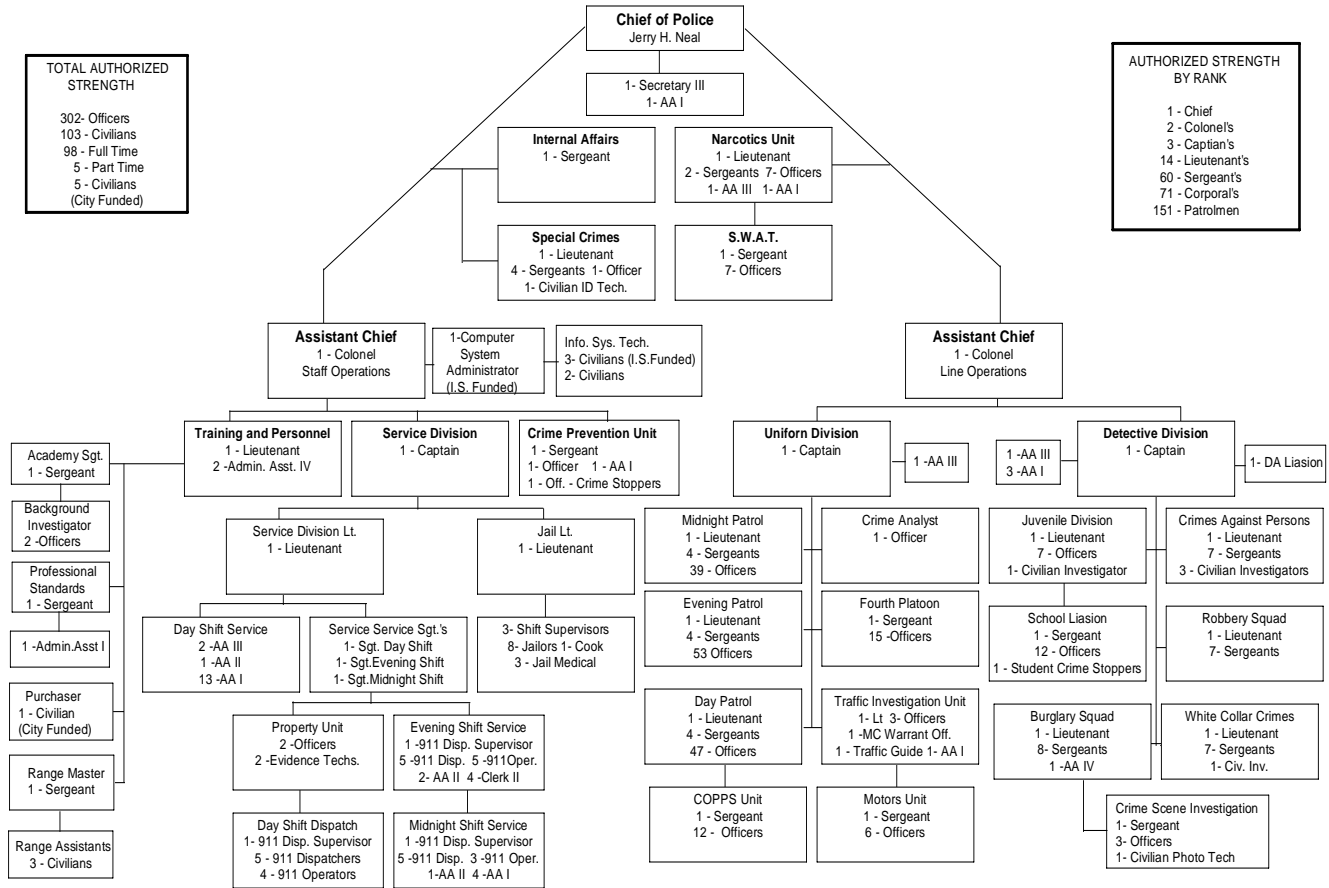 Chief of Police
Jerry H. Neal
TOTAL AUTHORIZED
STRENGTH
302- Officers
103 - Civilians
98 - Full Time
5 - Part Time
5 - Civilians
(City Funded)
AUTHORIZED STRENGTH
BY RANK
1 - Chief
2 - Colonel's
3 - Captian's
14 - Lieutenant's
60 - Sergeant's
71 - Corporal's
151 - Patrolmen
1- Secretary III
1- AA I
Internal Affairs
1 - Sergeant
Narcotics Unit
1 - Lieutenant
2 - Sergeants 7- Officers
1- AA III 1- AA I
Special Crimes
1 - Lieutenant
4 - Sergeants 1- Officer
1- Civilian ID Tech.
S.W.A.T.
1 - Sergeant
7- Officers
Assistant Chief
1 - Colonel
Staff Operations
1-Computer
System
Administrator
(I.S. Funded)
Info. Sys. Tech.
3- Civilians (I.S.Funded)
2- Civilians
Assistant Chief
1 - Colonel
Line Operations
Academy Sgt.
1 - Sergeant
Training and Personnel
1 - Lieutenant
2 -Admin. Asst. IV
Service Division
1 - Captain
Crime Prevention Unit
1 - Sergeant
1- Officer 1 - AA I
1 - Off. - Crime Stoppers
Uniforn Division
1 - Captain
1 -AA III
1 -AA III
3 -AA I
Detective Division
1 - Captain
1- DA Liasion
Background
Investigator
2 -Officers
Professional
Standards
1 - Sergeant
1 -Admin.Asst I
Purchaser
1 - Civilian
(City Funded)
Range Master
1 - Sergeant
Range Assistants
3 - Civilians
Service Division Lt.
1 - Lieutenant
Jail Lt.
1 - Lieutenant
Day Shift Service
2 -AA III
1 -AA II
13 -AA I
Service Service Sgt.'s
1- Sgt. Day Shift
1- Sgt.Evening Shift
1- Sgt.Midnight Shift
3- Shift Supervisors
8- Jailors 1- Cook
3 - Jail Medical
Property Unit
2 -Officers
2 -Evidence Techs.
Evening Shift Service
1 -911 Disp. Supervisor
5 -911 Disp. 5 -911Oper.
2- AA II 4 -Clerk II
Day Shift Dispatch
1- 911 Disp. Supervisor
5 - 911 Dispatchers
4 - 911 Operators
Midnight Shift Service
1 -911 Disp. Supervisor
5 -911 Disp. 3 -911 Oper.
1-AA II 4 -AA I
Midnight Patrol
1 - Lieutenant
4 - Sergeants
39 - Officers
Crime Analyst
1 - Officer
Evening Patrol
1 - Lieutenant
4 - Sergeants
53 Officers
Fourth Platoon
1- Sergeant
15 -Officers
Day Patrol
1 - Lieutenant
4 - Sergeants
47 - Officers
Traffic Investigation Unit
1- Lt 3- Officers
1 -MC Warrant Off.
1 - Traffic Guide 1- AA I
COPPS Unit
1 - Sergeant
12 - Officers
Motors Unit
1 - Sergeant
6 - Officers
Juvenile Division
1 - Lieutenant
7 - Officers
1- Civilian Investigator
Crimes Against Persons
1 - Lieutenant
7 - Sergeants
3 - Civilian Investigators
School Liasion
1 - Sergeant
12 - Officers
1 - Student Crime Stoppers
Robbery Squad
1 - Lieutenant
7- Sergeants
Burglary Squad
1 - Lieutenant
8- Sergeants
1 -AA IV
White Collar Crimes
1 - Lieutenant
7- Sergeants
1- Civ. Inv.
Crime Scene Investigation
1- Sergeant
3- Officers
1- Civilian Photo Tech